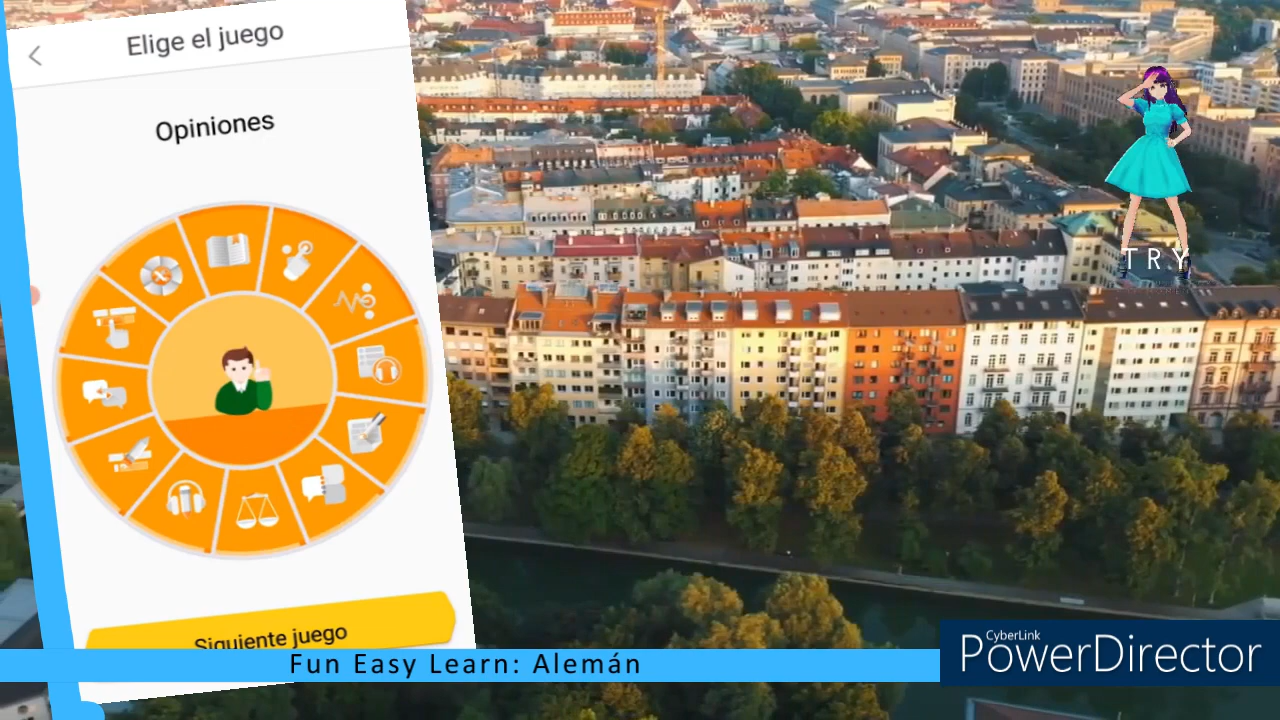 Elige el juego
Opiniones
Siguiente juego
TRY
Fun Easy Learn: Alemán
CyberLink
PowerDirector